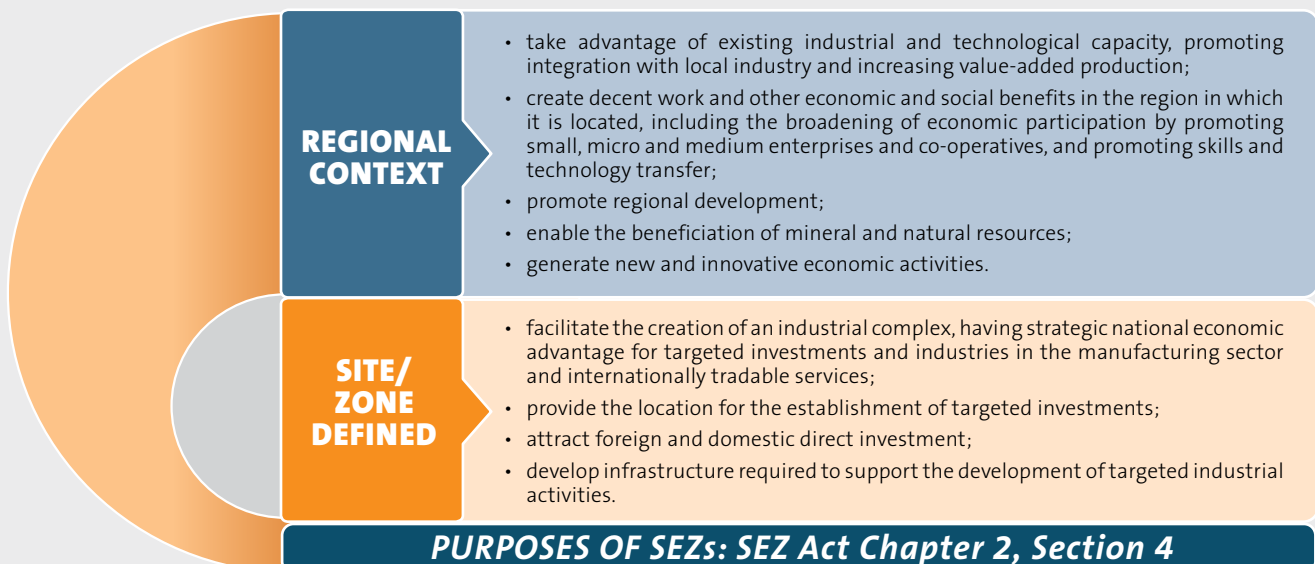 REGIONAL
CONTEXT
• take advantage of existing industrial and technological capacity, promoting
integration with local industry and increasing value-added production;
• create decent work and other economic and social benefits in the region in which
it is located, including the broadening of economic participation by promoting
small, micro and medium enterprises and co-operatives, and promoting skills and
technology transfer;
• promote regional development;
• enable the beneficiation of mineral and natural resources;
• generate new and innovative economic activities.
SITE/
ZONE
DEFINED
• facilitate the creation of an industrial complex, having strategic national economic
advantage for targeted investments and industries in the manufacturing sector
and internationally tradable services;
• provide the location for the establishment of targeted investments;
• attract foreign and domestic direct investment;
• develop infrastructure required to support the development of targeted industrial
activities.
PURPOSES OF SEZs: SEZ Act Chapter 2, Section 4